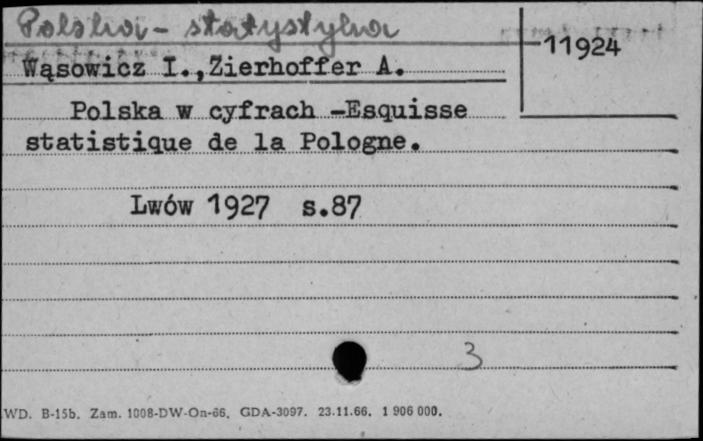 Polska - statystyka
11924
Wąsowicz I.,Zierhoffer A.
Polska w cyfrach -Esquisse
statistique de la Pologne.
Lwów 1927 s.87
3
WD. B-15b. Zam. 1008-DW-On-66. GDA-3097. 23.11.66. 1 906 000.